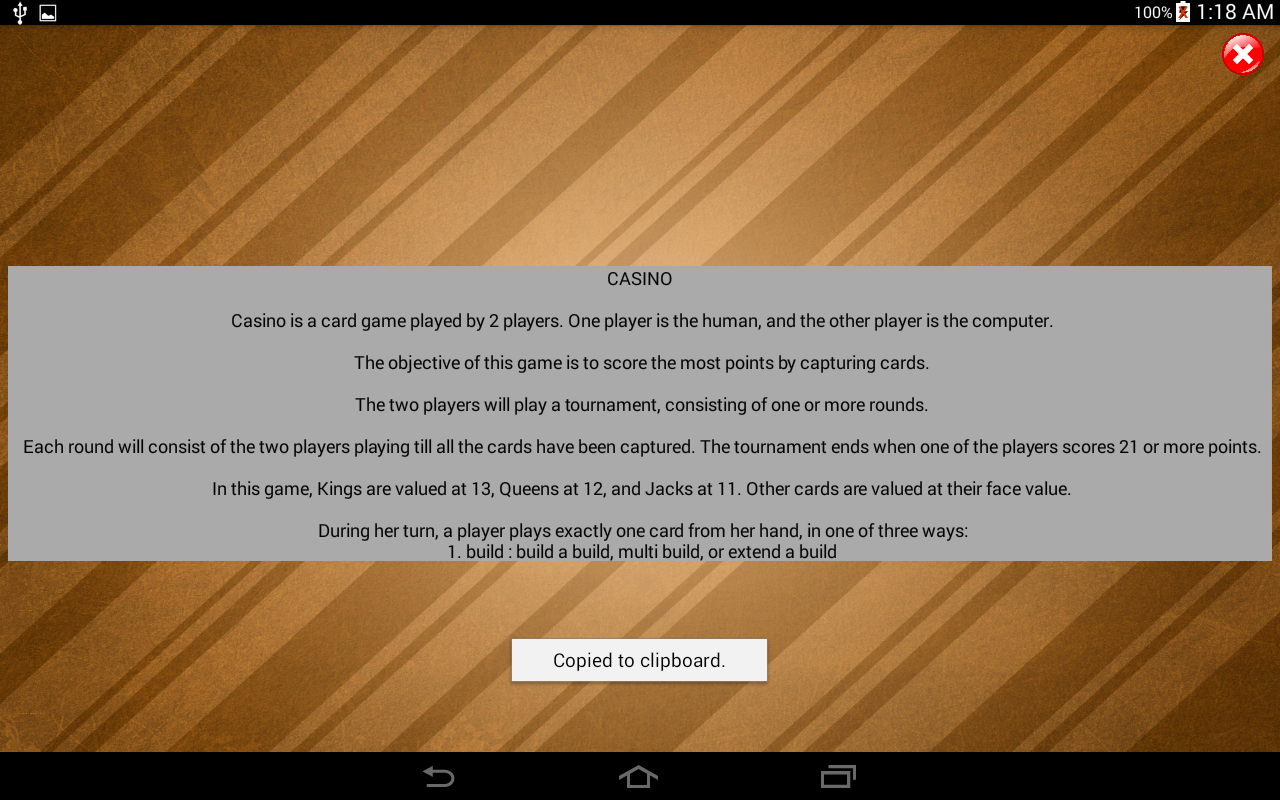 100%
1:18 AM
CASINO
Casino is a card game played by 2 players. One player is the human, and the other player is the computer.
The objective of this game is to score the most points by capturing cards.
The two players will play a tournament, consisting of one or more rounds.
Each round will consist of the two players playing till all the cards have been captured. The tournament ends when one of the players scores 21 or more points.
In this game, Kings are valued at 13, Queens at 12, and Jacks at 11. Other cards are valued at their face value.
During her turn, a player plays exactly one card from her hand, in one of three ways:
1. build : build a build, multi build, or extend a build
Copied to clipboard.